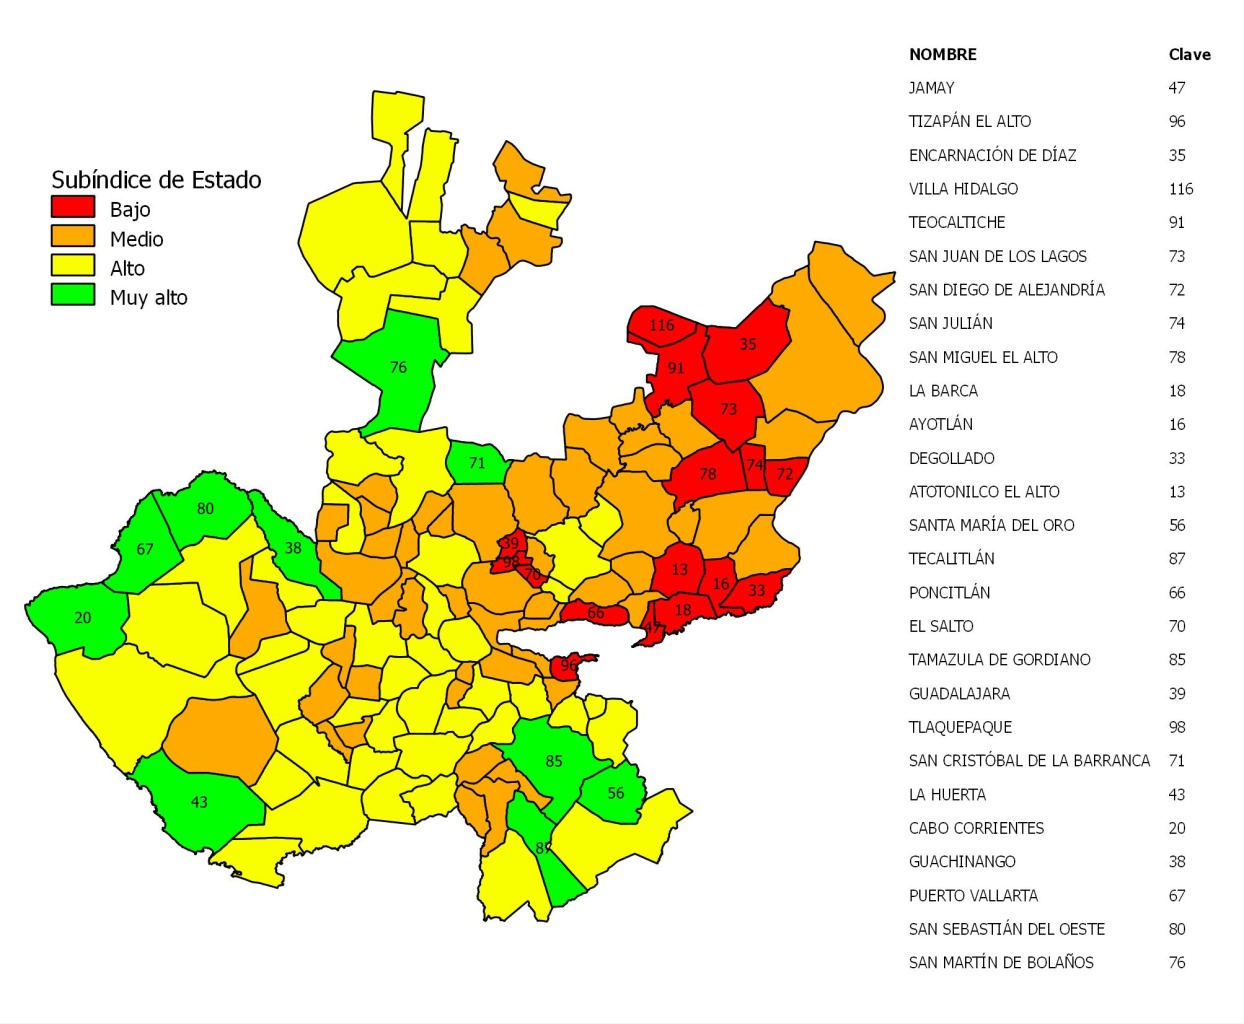 Subíndice de Estado
Bajo
Medio
Alto
Muy alto
116
35
91
76
73
71
78
74
72
80
39
67
38
98
70
13
16
33
20
66
18
47
96
85
56
43
87
NOMBRE Clave
JAMAY 47
TIZAPÁN EL ALTO 96
ENCARNACIÓN DE DÍAZ 35
VILLA HIDALGO 116
TEOCALTICHE 91
SAN JUAN DE LOS LAGOS 73
SAN DIEGO DE ALEJANDRÍA 72
SAN JULIÁN 74
SAN MIGUEL EL ALTO 78
LA BARCA 18
AYOTLÁN 16
DEGOLLADO 33
ATOTONILCO EL ALTO 13
SANTA MARÍA DEL ORO 56
TECALITLÁN 87
PONCITLÁN 66
EL SALTO 70
TAMAZULA DE GORDIANO 85
GUADALAJARA 39
TLAQUEPAQUE 98
SAN CRISTÓBAL DE LA BARRANCA 71
LA HUERTA 43
CABO CORRIENTES 20
GUACHINANGO 38
PUERTO VALLARTA 67
SAN SEBASTIÁN DEL OESTE 80
SAN MARTÍN DE BOLAÑOS 76